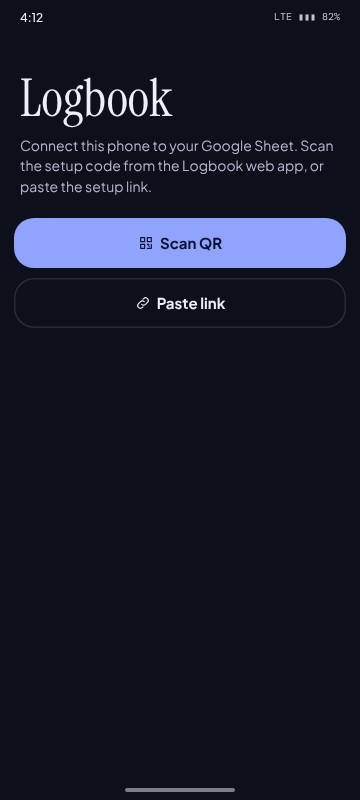 4:12
LTE 82%
Logbook
Connect this phone to your Google Sheet. Scan
the setup code from the Logbook web app, or
paste the setup link.
Scan QR
Paste link